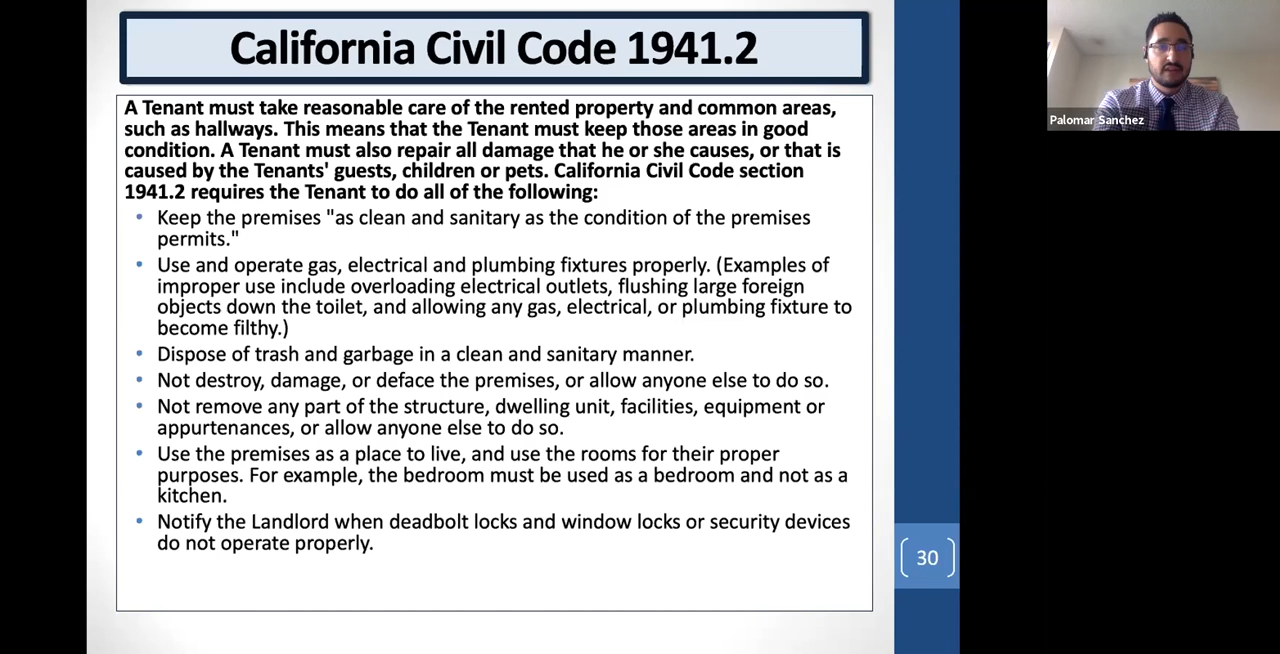 California Civil Code 1941.2
A Tenant must take reasonable care of the rented property and common areas,
such as hallways. This means that the Tenant must keep those areas in good
condition. A Tenant must also repair all damage that he or she causes, or that is
caused by the Tenants' guests, children or pets. California Civil Code section
1941.2 requires the Tenant to do all of the following:
• Keep the premises "as clean and sanitary as the condition of the premises
permits."
• Use and operate gas, electrical and plumbing fixtures properly. (Examples of
improper use include overloading electrical outlets, flushing large foreign
objects down the toilet, and allowing any gas, electrical, or plumbing fixture to
become filthy.)
• Dispose of trash and garbage in a clean and sanitary manner.
• Not destroy, damage, or deface the premises, or allow anyone else to do so.
• Not remove any part of the structure, dwelling unit, facilities, equipment or
appurtenances, or allow anyone else to do so.
• Use the premises as a place to live, and use the rooms for their proper
purposes. For example, the bedroom must be used as a bedroom and not as a
kitchen.
• Notify the Landlord when deadbolt locks and window locks or security devices
do not operate properly.
30
Palomar Sanchez